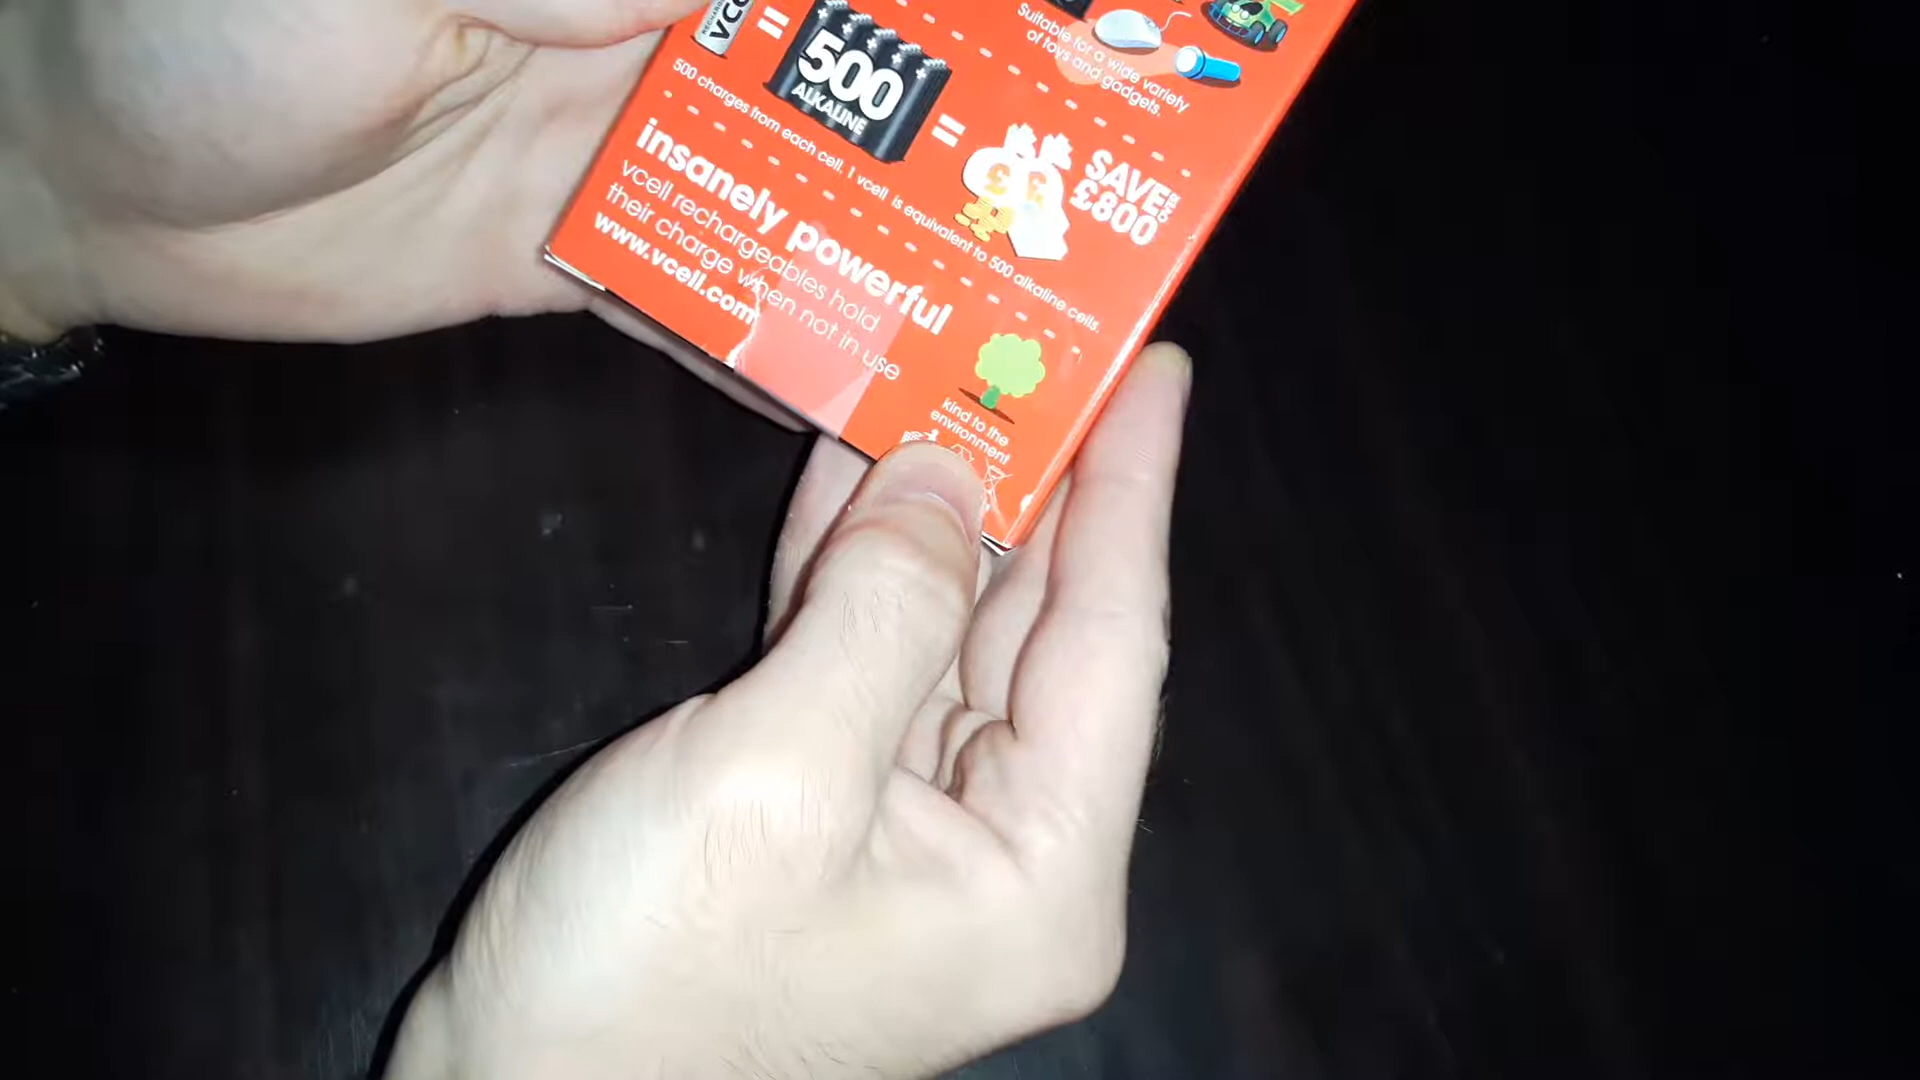 500
ALKALINE
Suitable for a wide variety
of toys and gadgets.
500 charges from each cell. 1 vcell is equivalent to 500 alkaline cells.
SAVE OVER
£800
insanely powerful
vcell rechargeables hold
their charge when not in use
www.vcell.com
kind to the
environment